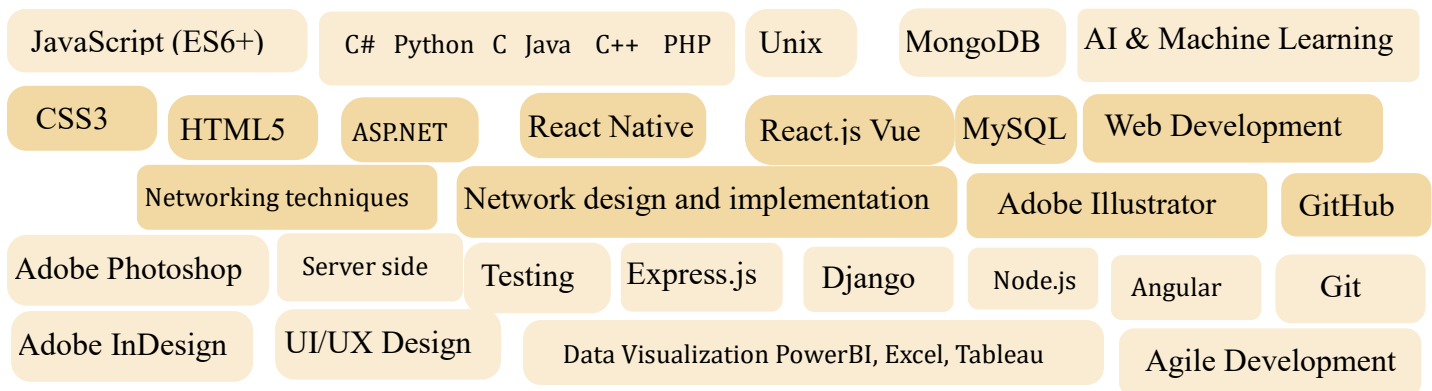 JavaScript (ES6+) C# Python C Java C++ PHP Unix MongoDB AI & Machine Learning
CSS3 HTML5 ASP.NET React Native React.js Vue MySQL Web Development
Networking techniques Network design and implementation Adobe Illustrator GitHub
Adobe Photoshop Server side Testing Express.js Django Node.js Angular Git
Adobe InDesign UI/UX Design Data Visualization PowerBI, Excel, Tableau Agile Development